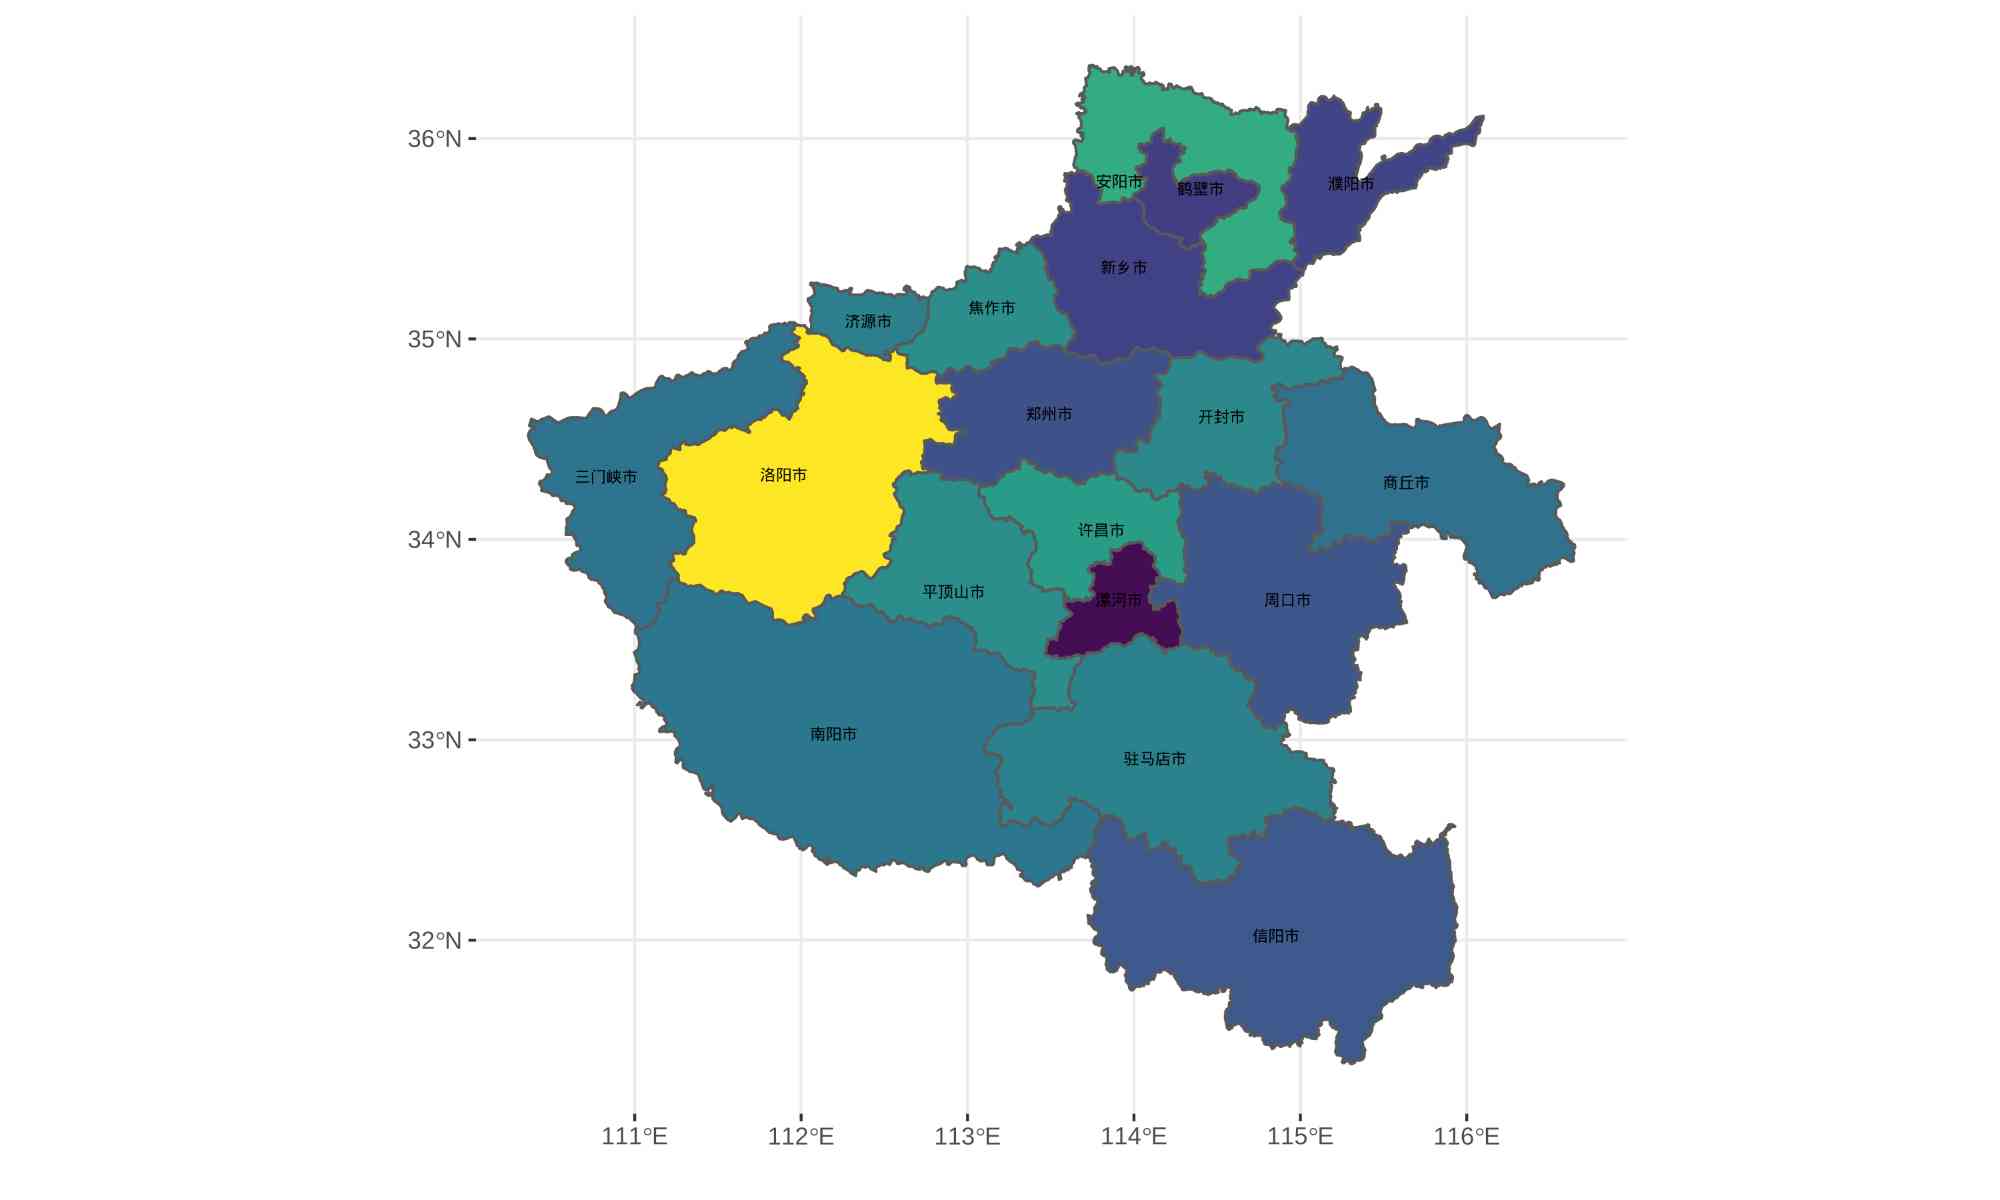 36°N
35°N
34°N
33°N
32°N
安阳市
鹤壁市
濮阳市
新乡市
焦作市
济源市
郑州市
开封市
洛阳市
三门峡市
商丘市
许昌市
平顶山市
漯河市
周口市
南阳市
驻马店市
信阳市
111°E
112°E
113°E
114°E
115°E
116°E